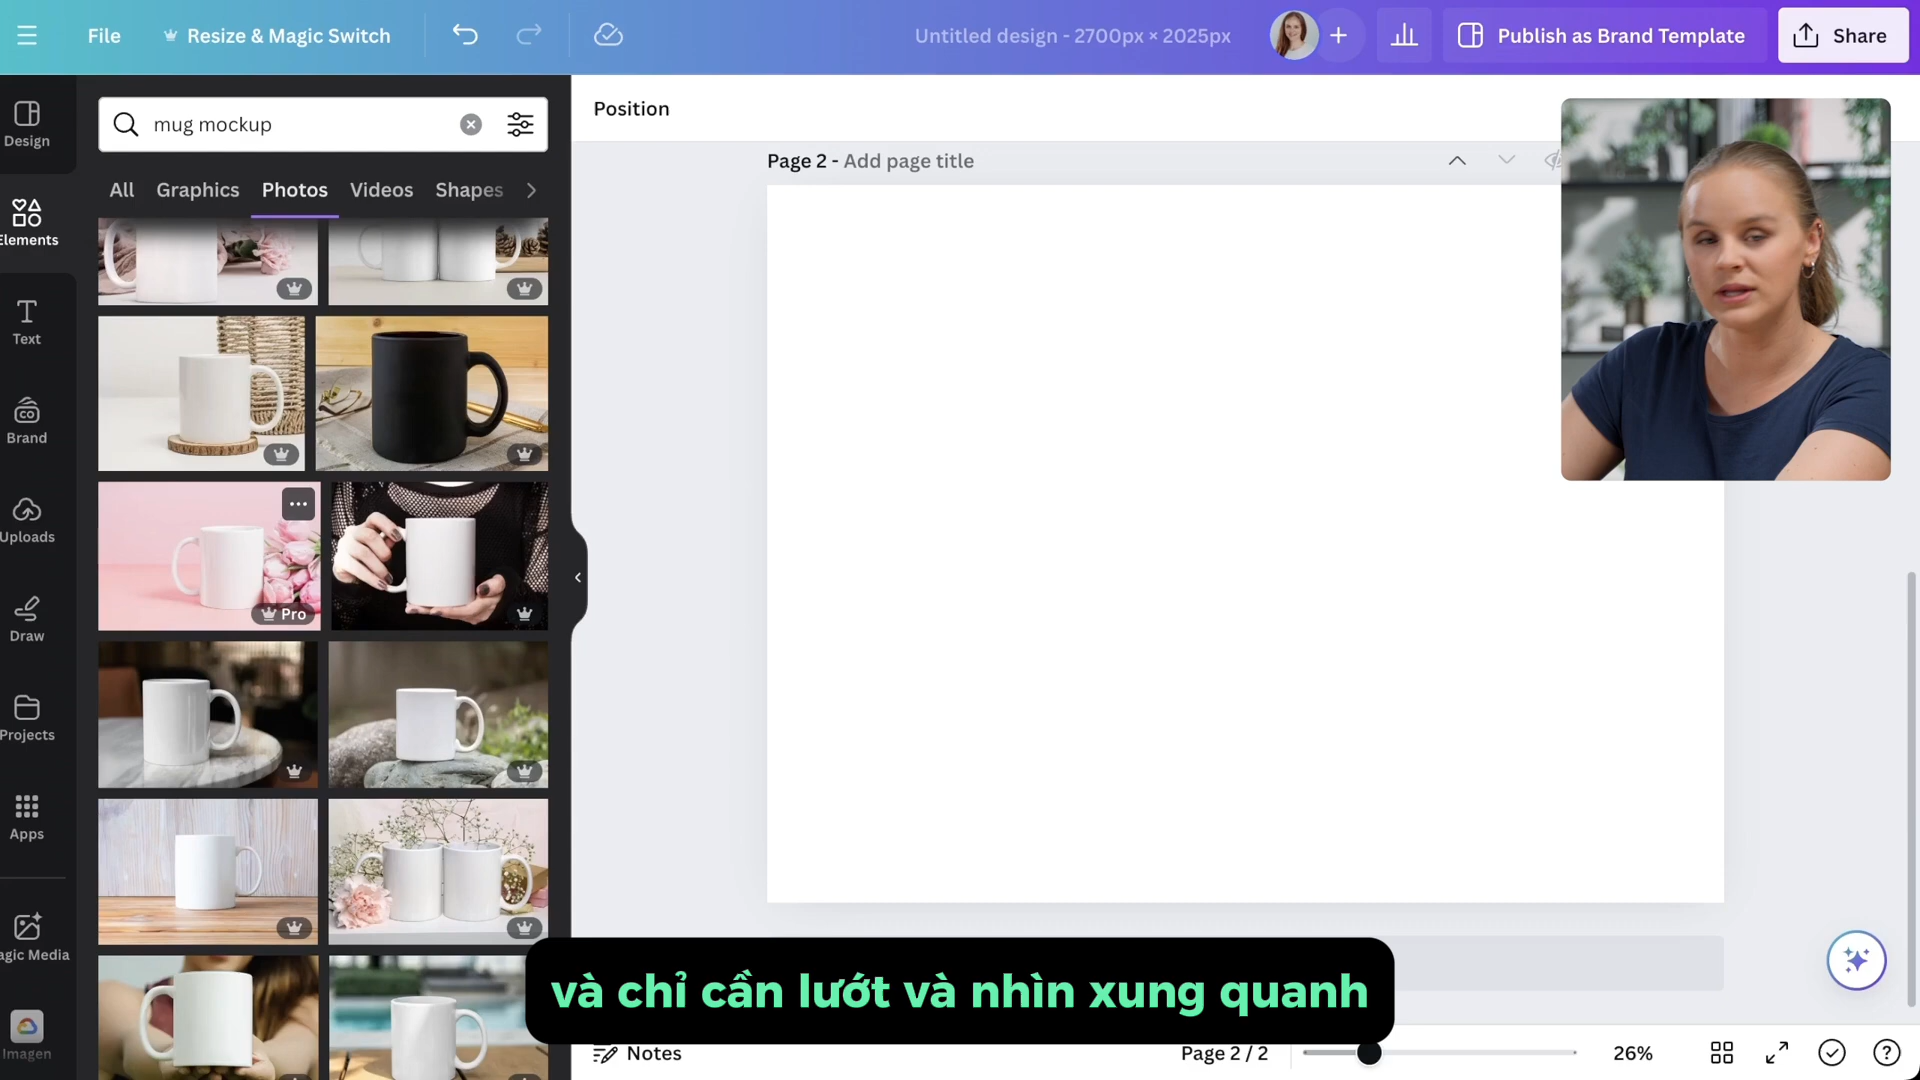 File
Resize & Magic Switch
Untitled design - 2700px × 2025px
Publish as Brand Template
Share
Design
Elements
Text
Brand
Uploads
Draw
Projects
Apps
agic Media
Imagen
mug mockup
All
Graphics
Photos
Videos
Shapes
Pro
Position
Page 2 - Add page title
và chỉ cần lướt và nhìn xung quanh
Notes
Page 2 / 2
26%